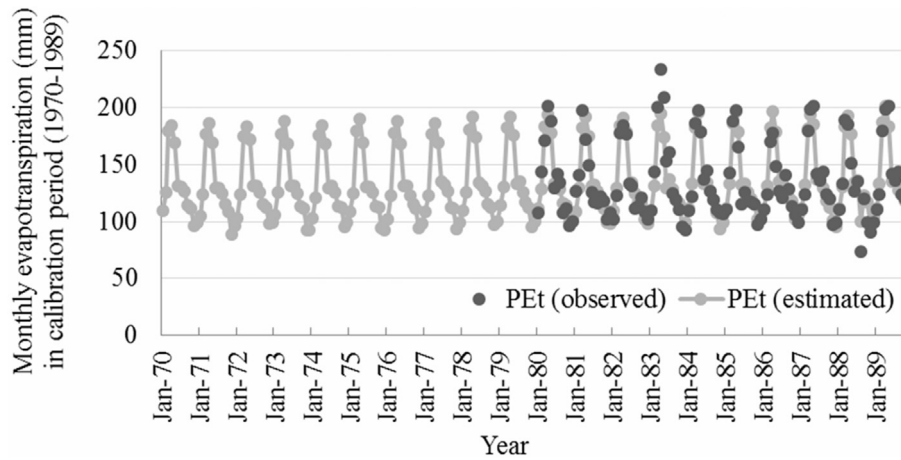 Monthly evapotranspiration (mm)
in calibration period (1970-1989)
250
200
150
100
50
0
PEt (observed)
PEt (estimated)
Jan-70
Jan-71
Jan-72
Jan-73
Jan-74
Jan-75
Jan-76
Jan-77
Jan-78
Jan-79
Jan-80
Jan-81
Jan-82
Jan-83
Jan-84
Jan-85
Jan-86
Jan-87
Jan-88
Jan-89
Year